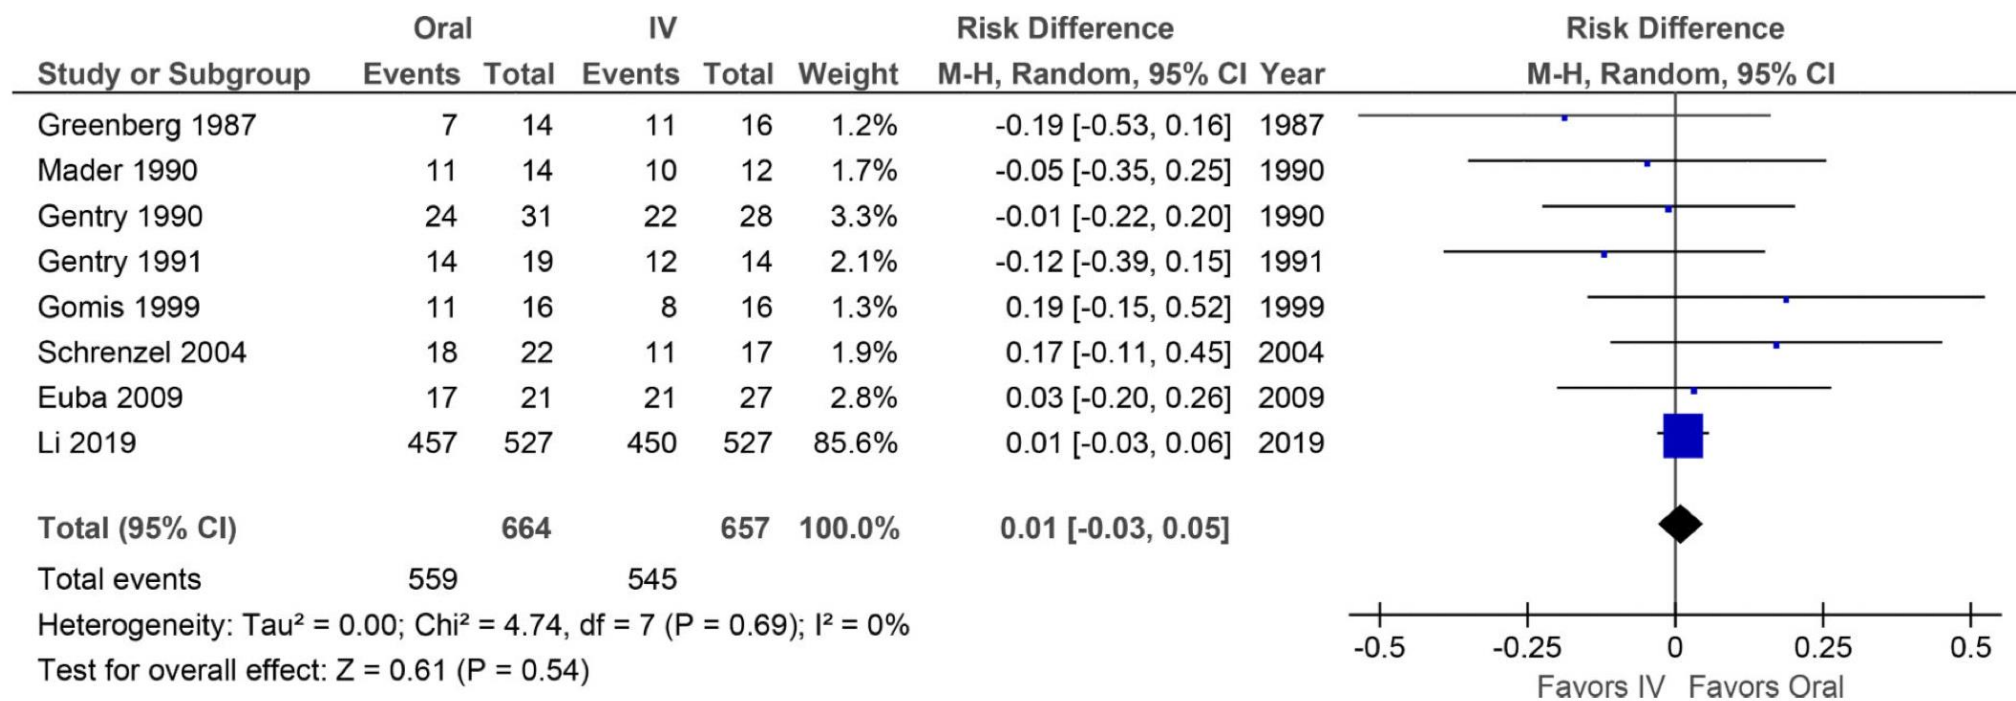 Oral IV Risk Difference Risk Difference
Study or Subgroup Events Total Events Total Weight M-H, Random, 95% CI Year M-H, Random, 95% CI
Greenberg 1987 7 14 11 16 1.2% -0.19 [-0.53, 0.16] 1987
Mader 1990 11 14 10 12 1.7% -0.05 [-0.35, 0.25] 1990
Gentry 1990 24 31 22 28 3.3% -0.01 [-0.22, 0.20] 1990
Gentry 1991 14 19 12 14 2.1% -0.12 [-0.39, 0.15] 1991
Gomis 1999 11 16 8 16 1.3% 0.19 [-0.15, 0.52] 1999
Schrenzel 2004 18 22 11 17 1.9% 0.17 [-0.11, 0.45] 2004
Euba 2009 17 21 21 27 2.8% 0.03 [-0.20, 0.26] 2009
Li 2019 457 527 450 527 85.6% 0.01 [-0.03, 0.06] 2019
Total (95% CI) 664 657 100.0% 0.01 [-0.03, 0.05]
Total events 559 545
Heterogeneity: Tau² = 0.00; Chi² = 4.74, df = 7 (P = 0.69); I² = 0%
Test for overall effect: Z = 0.61 (P = 0.54)
-0.5 -0.25 0 0.25 0.5
Favors IV Favors Oral